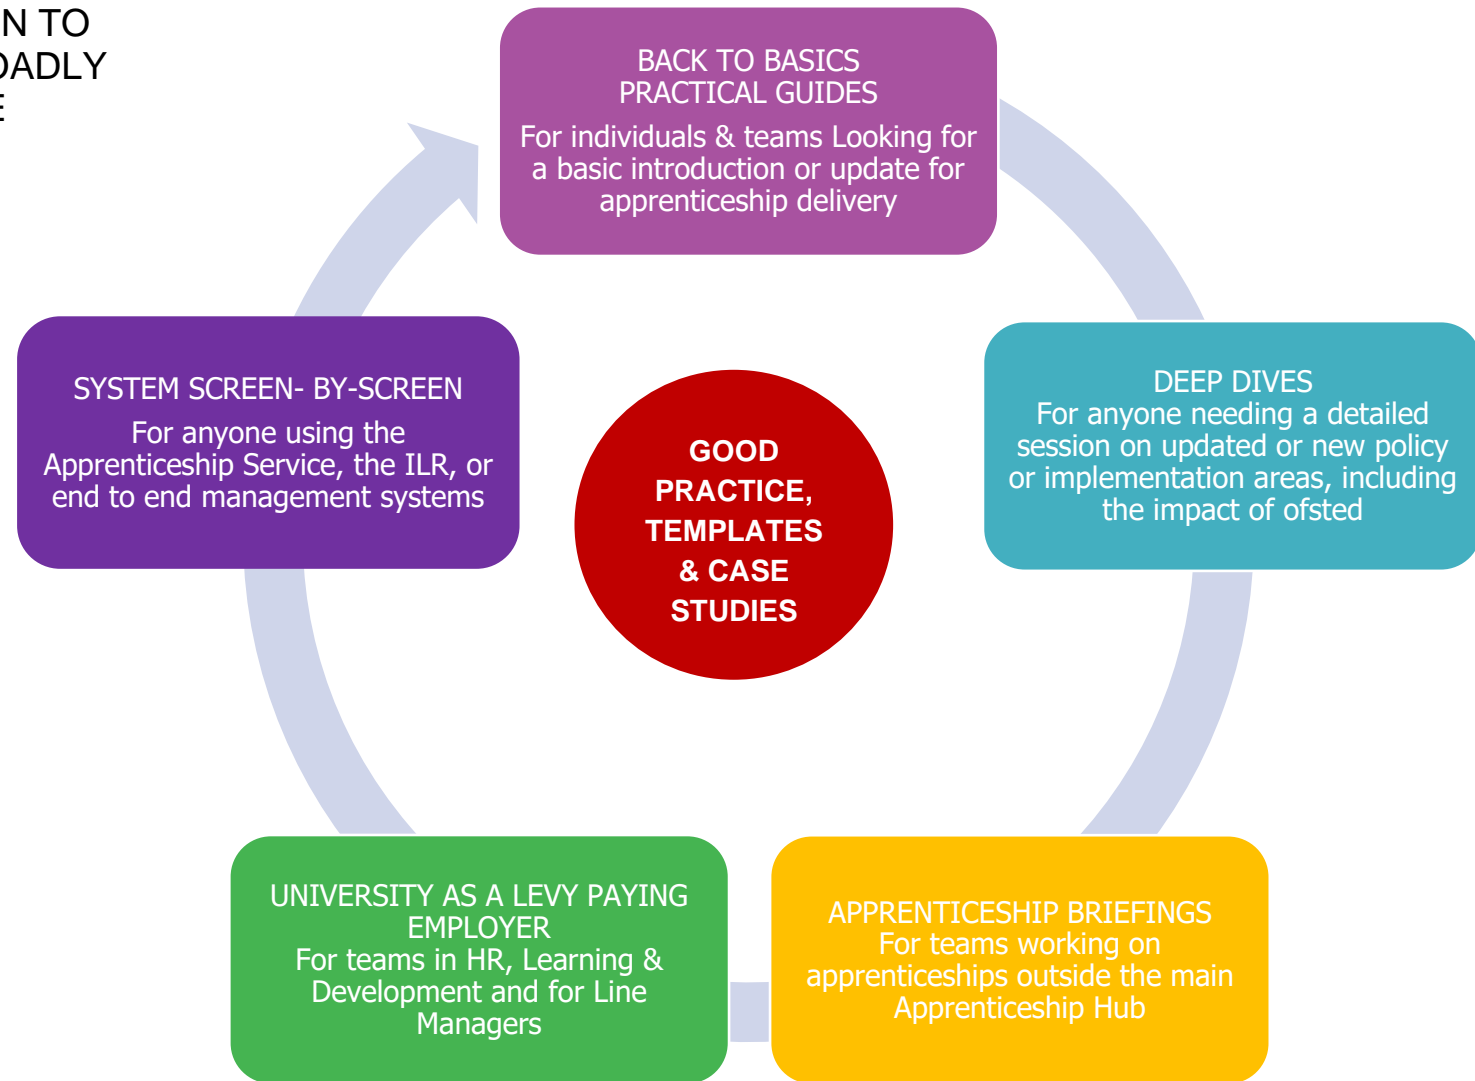 N TO
OADLY
E
BACK TO BASICS
PRACTICAL GUIDES
For individuals & teams Looking for
a basic introduction or update for
apprenticeship delivery
DEEP DIVES
For anyone needing a detailed
session on updated or new policy
or implementation areas, including
the impact of ofsted
APPRENTICESHIP BRIEFINGS
For teams working on
apprenticeships outside the main
Apprenticeship Hub
UNIVERSITY AS A LEVY PAYING
EMPLOYER
For teams in HR, Learning &
Development and for Line
Managers
SYSTEM SCREEN- BY-SCREEN
For anyone using the
Apprenticeship Service, the ILR, or
end to end management systems
GOOD
PRACTICE,
TEMPLATES
& CASE
STUDIES